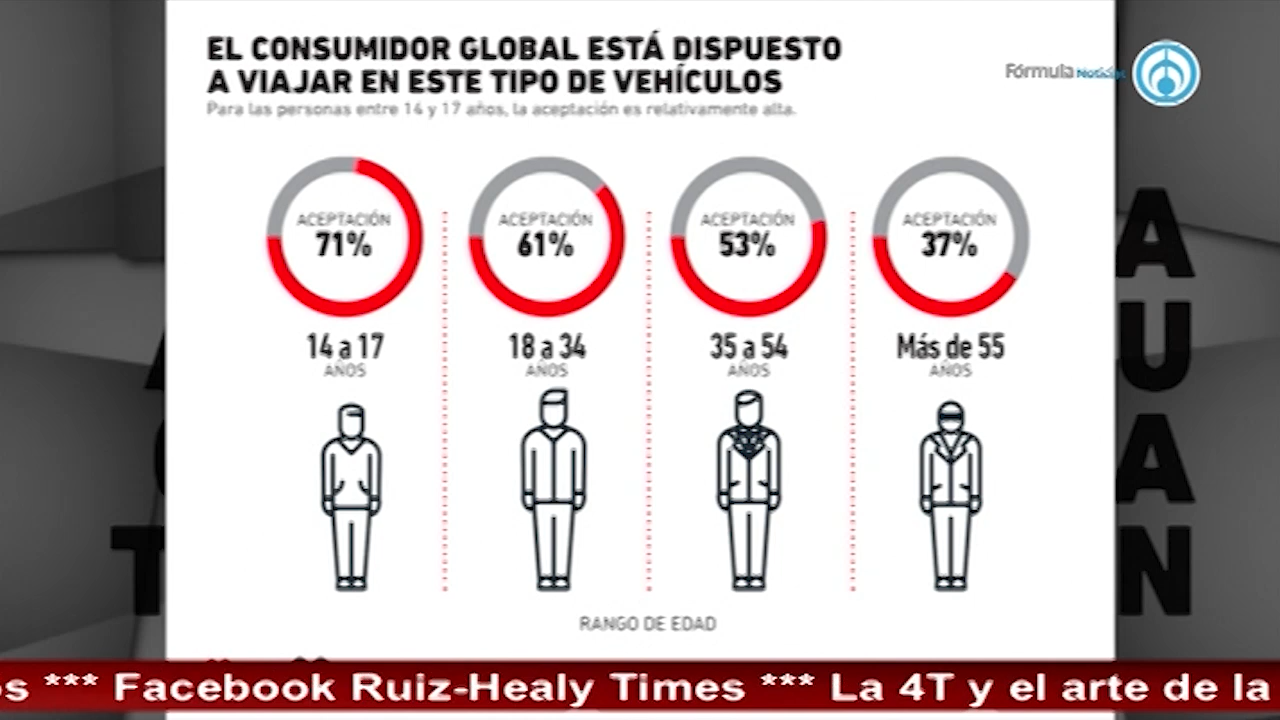 EL CONSUMIDOR GLOBAL ESTÁ DISPUESTO
A VIAJAR EN ESTE TIPO DE VEHÍCULOS
Para las personas entre 14 y 17 años, la aceptación es relativamente alta.
Fórmula Noticias
ACEPTACIÓN
71%
ACEPTACIÓN
61%
ACEPTACIÓN
53%
ACEPTACIÓN
37%
14 a 17
AÑOS
18 a 34
AÑOS
35 a 54
AÑOS
Más de 55
AÑOS
RANGO DE EDAD
A
U
A
N
T
os *** Facebook Ruiz-Healy Times *** La 4T y el arte de la